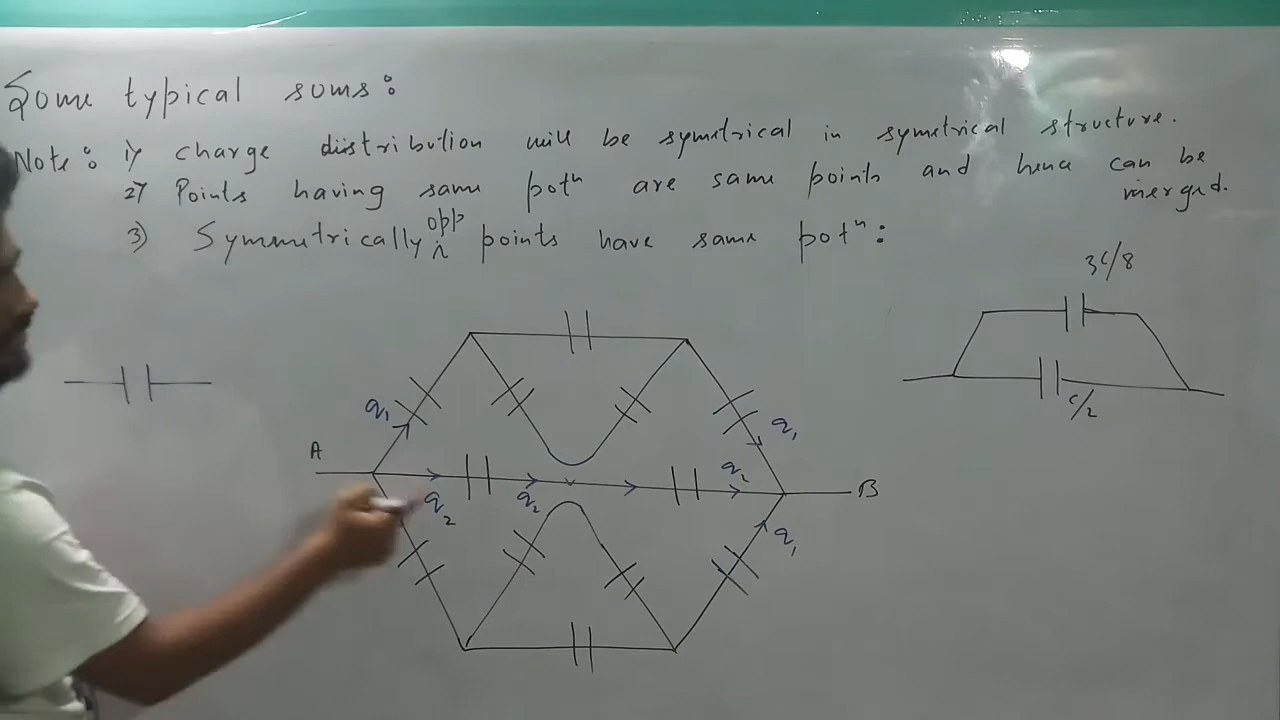 Some typical sums:
Note: 1) charge distribution will be symetrical in symetrical structure.
2) Points having same potⁿ are same points and hence can be merged.
3) Symmetrically opp points have same potⁿ:
3C/8
C/2
q₁
q₁
A
q₂
q₂
q₂
B
q₁